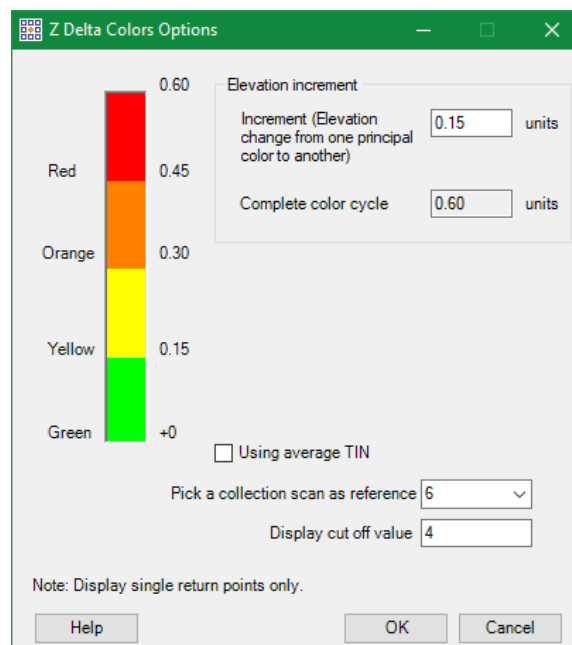 Z Delta Colors Options
0.60
Red
0.45
Orange
0.30
Yellow
0.15
Green
+0
Elevation increment
Increment (Elevation
change from one principal
color to another)
0.15
units
Complete color cycle
0.60
units
Using average TIN
Pick a collection scan as reference
6
Display cut off value
4
Note: Display single return points only.
Help
OK
Cancel